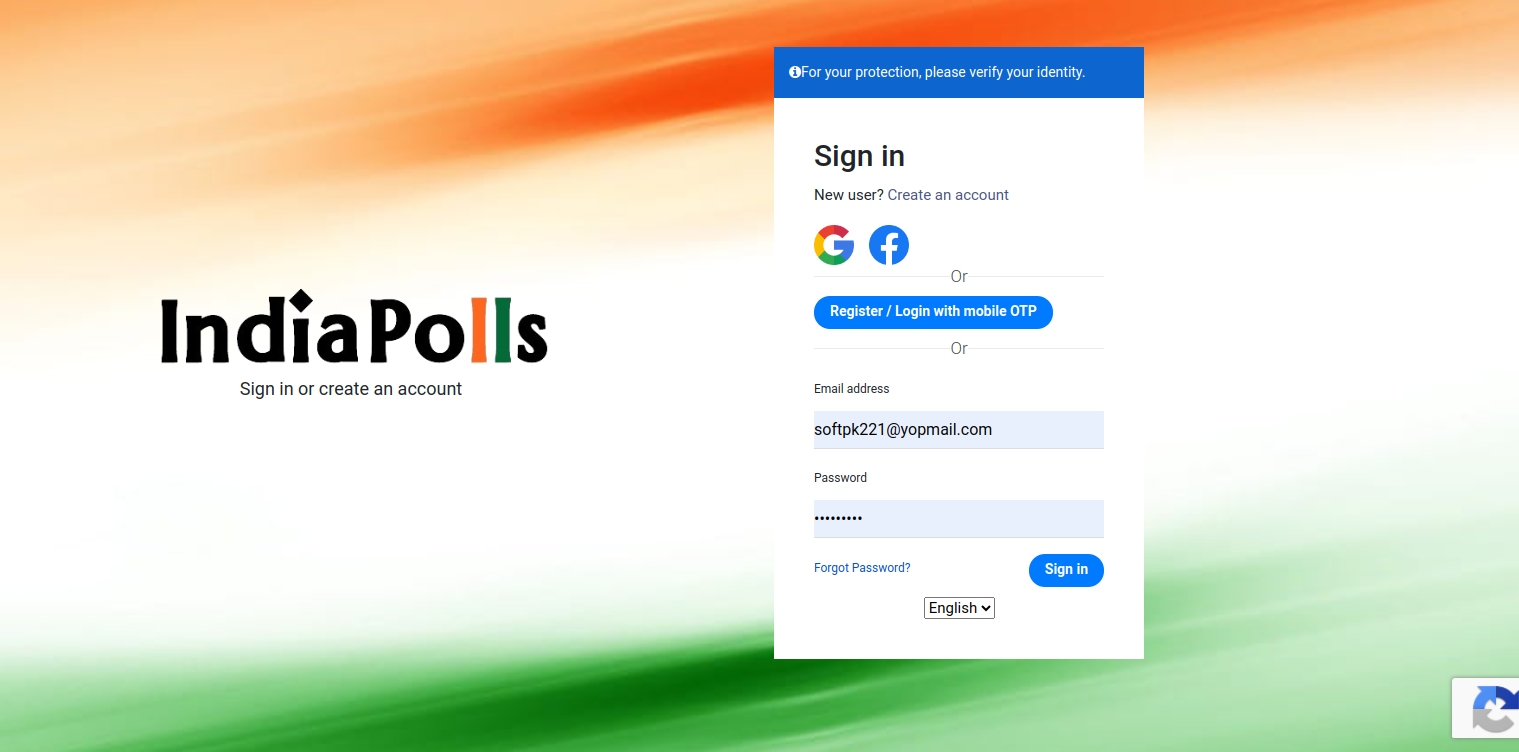 For your protection, please verify your identity.
Sign in
New user? Create an account
Or
Register / Login with mobile OTP
Or
IndiaPolls
Sign in or create an account
Email address
softpk221@yopmail.com
Password
•••••••••
Forgot Password?
Sign in
English